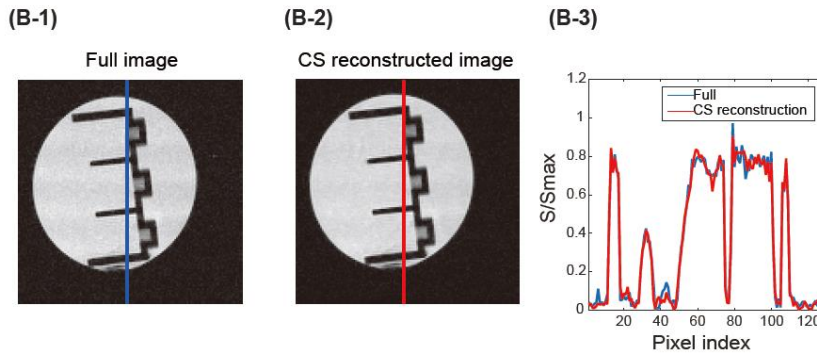 (B-1)
Full image
(B-2)
CS reconstructed image
(B-3)
S/Smax
1.2
1
0.8
0.6
0.4
0.2
0
Full
CS reconstruction
20
40
60
80
100
120
Pixel index